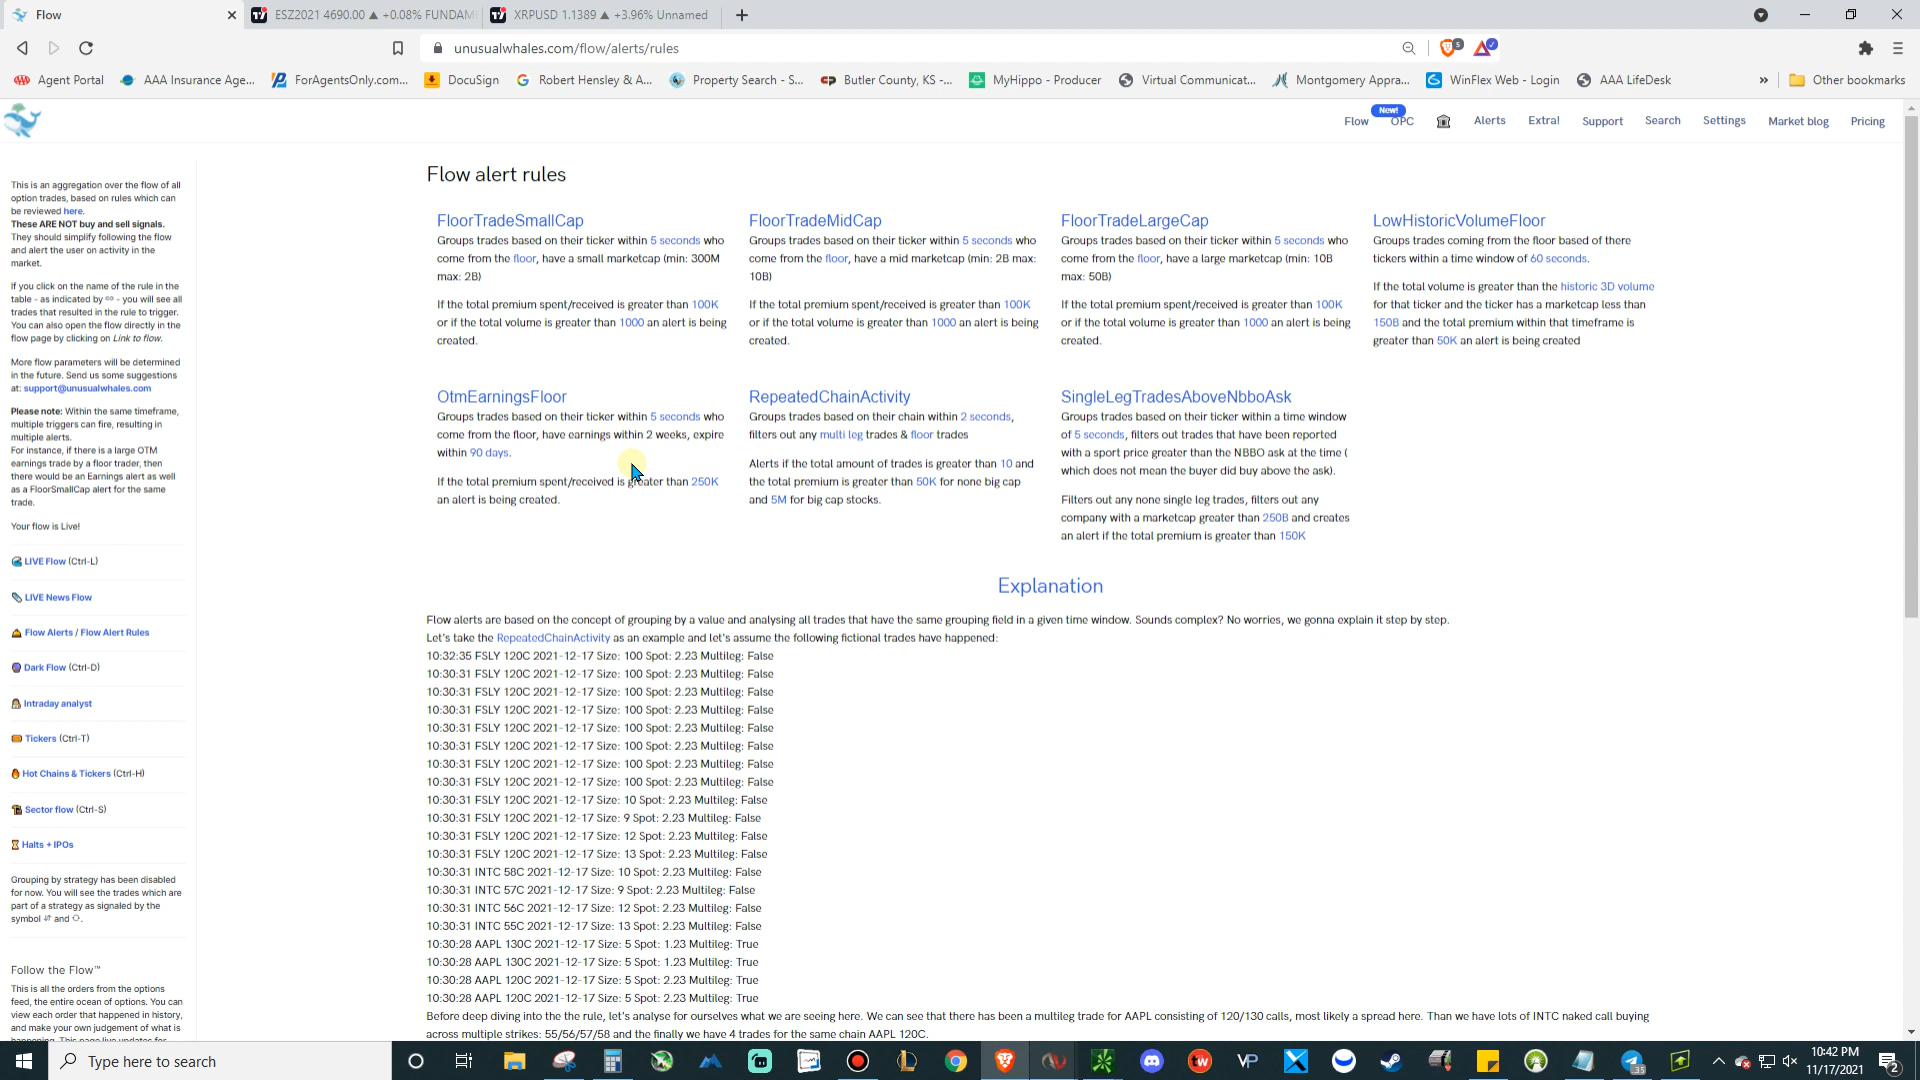 Flow
ESZ2021 4690.00 ▲ +0.08% FUNDAM
XRPUSD 1.1389 ▲ +3.96% Unnamed
unusualwhales.com/flow/alerts/rules
5
Agent Portal
AAA Insurance Age...
ForAgentsOnly.com...
DocuSign
Robert Hensley & A...
Property Search - S...
Butler County, KS -...
MyHippo - Producer
Virtual Communicat...
Montgomery Appra...
WinFlex Web - Login
AAA LifeDesk
»
Other bookmarks
Flow
New!
OPC
Alerts
Extra!
Support
Search
Settings
Market blog
Pricing
This is an aggregation over the flow of all
option trades, based on rules which can
be reviewed here.
These ARE NOT buy and sell signals.
They should simplify following the flow
and alert the user on activity in the
market.
If you click on the name of the rule in the
table - as indicated by ∞ - you will see all
trades that resulted in the rule to trigger.
You can also open the flow directly in the
flow page by clicking on Link to flow.
More flow parameters will be determined
in the future. Send us some suggestions
at: support@unusualwhales.com
Please note: Within the same timeframe,
multiple triggers can fire, resulting in
multiple alerts.
For instance, if there is a large OTM
earnings trade by a floor trader, then
there would be an Earnings alert as well
as a FloorSmallCap alert for the same
trade.
Your flow is Live!
LIVE Flow (Ctrl-L)
LIVE News Flow
Flow Alerts / Flow Alert Rules
Dark Flow (Ctrl-D)
Intraday analyst
Tickers (Ctrl-T)
Hot Chains & Tickers (Ctrl-H)
Sector flow (Ctrl-S)
Halts + IPOs
Grouping by strategy has been disabled
for now. You will see the trades which are
part of a strategy as signaled by the
symbol and .
Follow the Flow™
This is all the orders from the options
feed, the entire ocean of options. You can
view each order that happened in history,
and make your own judgement of what is
happening. This page live updates for
Flow alert rules
FloorTradeSmallCap
Groups trades based on their ticker within 5 seconds who
come from the floor, have a small marketcap (min: 300M
max: 2B)
If the total premium spent/received is greater than 100K
or if the total volume is greater than 1000 an alert is being
created.
FloorTradeMidCap
Groups trades based on their ticker within 5 seconds who
come from the floor, have a mid marketcap (min: 2B max:
10B)
If the total premium spent/received is greater than 100K
or if the total volume is greater than 1000 an alert is being
created.
FloorTradeLargeCap
Groups trades based on their ticker within 5 seconds who
come from the floor, have a large marketcap (min: 10B
max: 50B)
If the total premium spent/received is greater than 100K
or if the total volume is greater than 1000 an alert is being
created.
LowHistoricVolumeFloor
Groups trades coming from the floor based of there
tickers within a time window of 60 seconds.
If the total volume is greater than the historic 3D volume
for that ticker and the ticker has a marketcap less than
150B and the total premium within that timeframe is
greater than 50K an alert is being created
OtmEarningsFloor
Groups trades based on their ticker within 5 seconds who
come from the floor, have earnings within 2 weeks, expire
within 90 days.
If the total premium spent/received is greater than 250K
an alert is being created.
RepeatedChainActivity
Groups trades based on their chain within 2 seconds,
filters out any multi leg trades & floor trades
Alerts if the total amount of trades is greater than 10 and
the total premium is greater than 50K for none big cap
and 5M for big cap stocks.
SingleLegTradesAboveNbboAsk
Groups trades based on their ticker within a time window
of 5 seconds, filters out trades that have been reported
with a sport price greater than the NBBO ask at the time (
which does not mean the buyer did buy above the ask).
Filters out any none single leg trades, filters out any
company with a marketcap greater than 250B and creates
an alert if the total premium is greater than 150K
Explanation
Flow alerts are based on the concept of grouping by a value and analysing all trades that have the same grouping field in a given time window. Sounds complex? No worries, we gonna explain it step by step.
Let's take the RepeatedChainActivity as an example and let's assume the following fictional trades have happened:
10:32:35 FSLY 120C 2021-12-17 Size: 100 Spot: 2.23 Multileg: False
10:30:31 FSLY 120C 2021-12-17 Size: 100 Spot: 2.23 Multileg: False
10:30:31 FSLY 120C 2021-12-17 Size: 100 Spot: 2.23 Multileg: False
10:30:31 FSLY 120C 2021-12-17 Size: 100 Spot: 2.23 Multileg: False
10:30:31 FSLY 120C 2021-12-17 Size: 100 Spot: 2.23 Multileg: False
10:30:31 FSLY 120C 2021-12-17 Size: 100 Spot: 2.23 Multileg: False
10:30:31 FSLY 120C 2021-12-17 Size: 100 Spot: 2.23 Multileg: False
10:30:31 FSLY 120C 2021-12-17 Size: 100 Spot: 2.23 Multileg: False
10:30:31 FSLY 120C 2021-12-17 Size: 10 Spot: 2.23 Multileg: False
10:30:31 FSLY 120C 2021-12-17 Size: 9 Spot: 2.23 Multileg: False
10:30:31 FSLY 120C 2021-12-17 Size: 12 Spot: 2.23 Multileg: False
10:30:31 FSLY 120C 2021-12-17 Size: 13 Spot: 2.23 Multileg: False
10:30:31 INTC 58C 2021-12-17 Size: 10 Spot: 2.23 Multileg: False
10:30:31 INTC 57C 2021-12-17 Size: 9 Spot: 2.23 Multileg: False
10:30:31 INTC 56C 2021-12-17 Size: 12 Spot: 2.23 Multileg: False
10:30:31 INTC 55C 2021-12-17 Size: 13 Spot: 2.23 Multileg: False
10:30:28 AAPL 130C 2021-12-17 Size: 5 Spot: 1.23 Multileg: True
10:30:28 AAPL 130C 2021-12-17 Size: 5 Spot: 1.23 Multileg: True
10:30:28 AAPL 120C 2021-12-17 Size: 5 Spot: 2.23 Multileg: True
10:30:28 AAPL 120C 2021-12-17 Size: 5 Spot: 2.23 Multileg: True
Before deep diving into the the rule, let's analyse for ourselves what we are seeing here. We can see that there has been a multileg trade for AAPL consisting of 120/130 calls, most likely a spread here. Than we have lots of INTC naked call buying
across multiple strikes: 55/56/57/58 and the finally we have 4 trades for the same chain AAPL 120C.
Type here to search
tw
VP
35
10:42 PM
11/17/2021
2